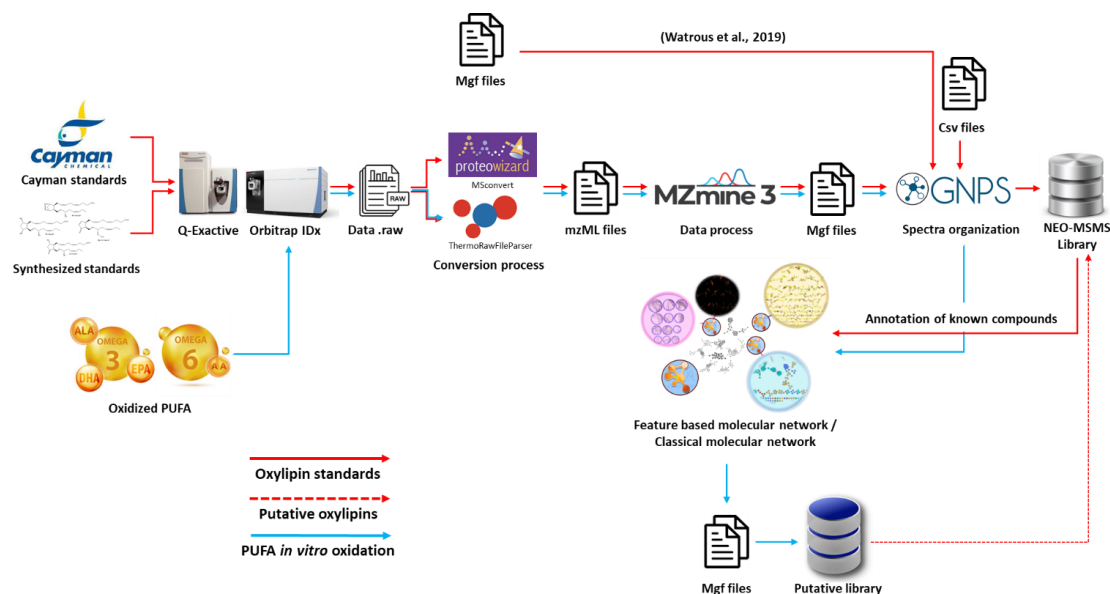 (Watrous et al., 2019)
Mgf files
Csv files
Cayman
CHEMICAL
Cayman standards
Synthesized standards
Q-Exactive
Orbitrap IDx
RAW
Data .raw
proteowizard
MSconvert
ThermoRawFileParser
Conversion process
mzML files
MZmine 3
Data process
Mgf files
GNPS
Spectra organization
NEO-MSMS
Library
Annotation of known compounds
ALA
OMEGA
3
DHA
EPA
OMEGA
6
AA
Oxidized PUFA
Feature based molecular network /
Classical molecular network
Oxylipin standards
Putative oxylipins
PUFA in vitro oxidation
Mgf files
Putative library